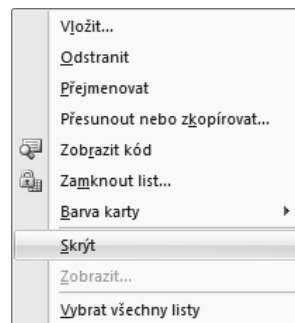 Vložit...
Odstranit
Přejmenovat
Přesunout nebo zkopírovat...
Zobrazit kód
Zamknout list...
Barva karty
Skrýt
Zobrazit...
Vybrat všechny listy